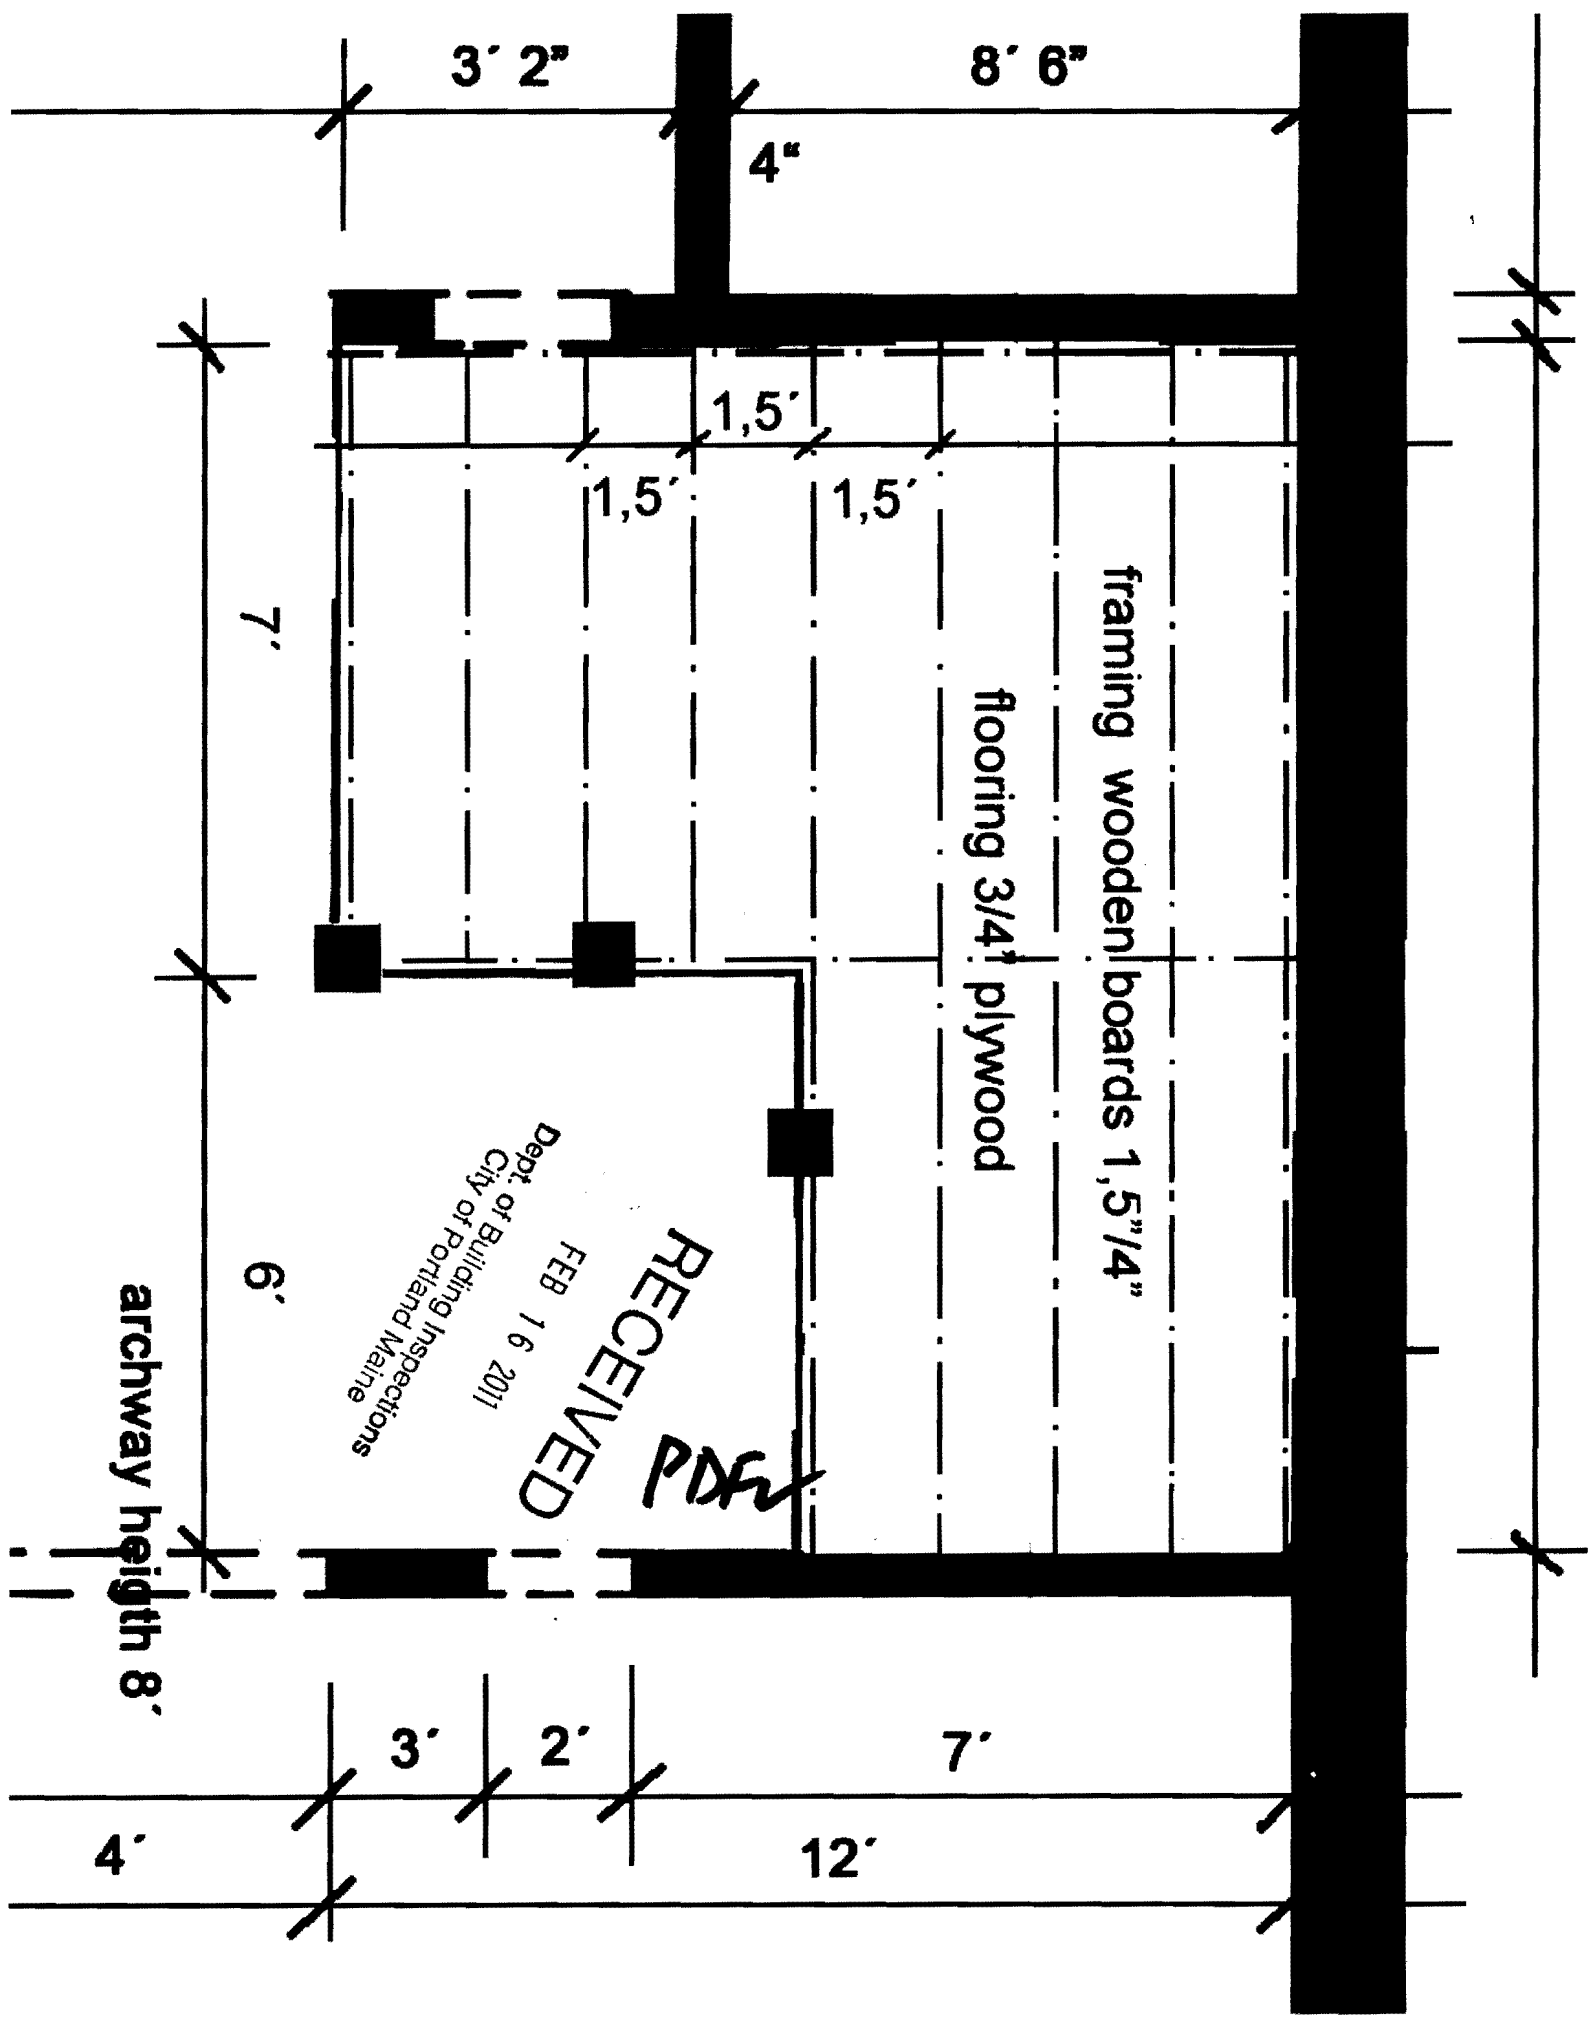 3´ 2”
8´ 6”
4“
1,5´
1,5´
1,5´
7´
framing wooden boards 1,5”/4”
flooring 3/4” plywood
6´
archway heigth 8´
RECEIVED
FEB 16 2011
Dept. of Building Inspections
City of Portland Maine
PDF
3´
2´
7´
4´
12´